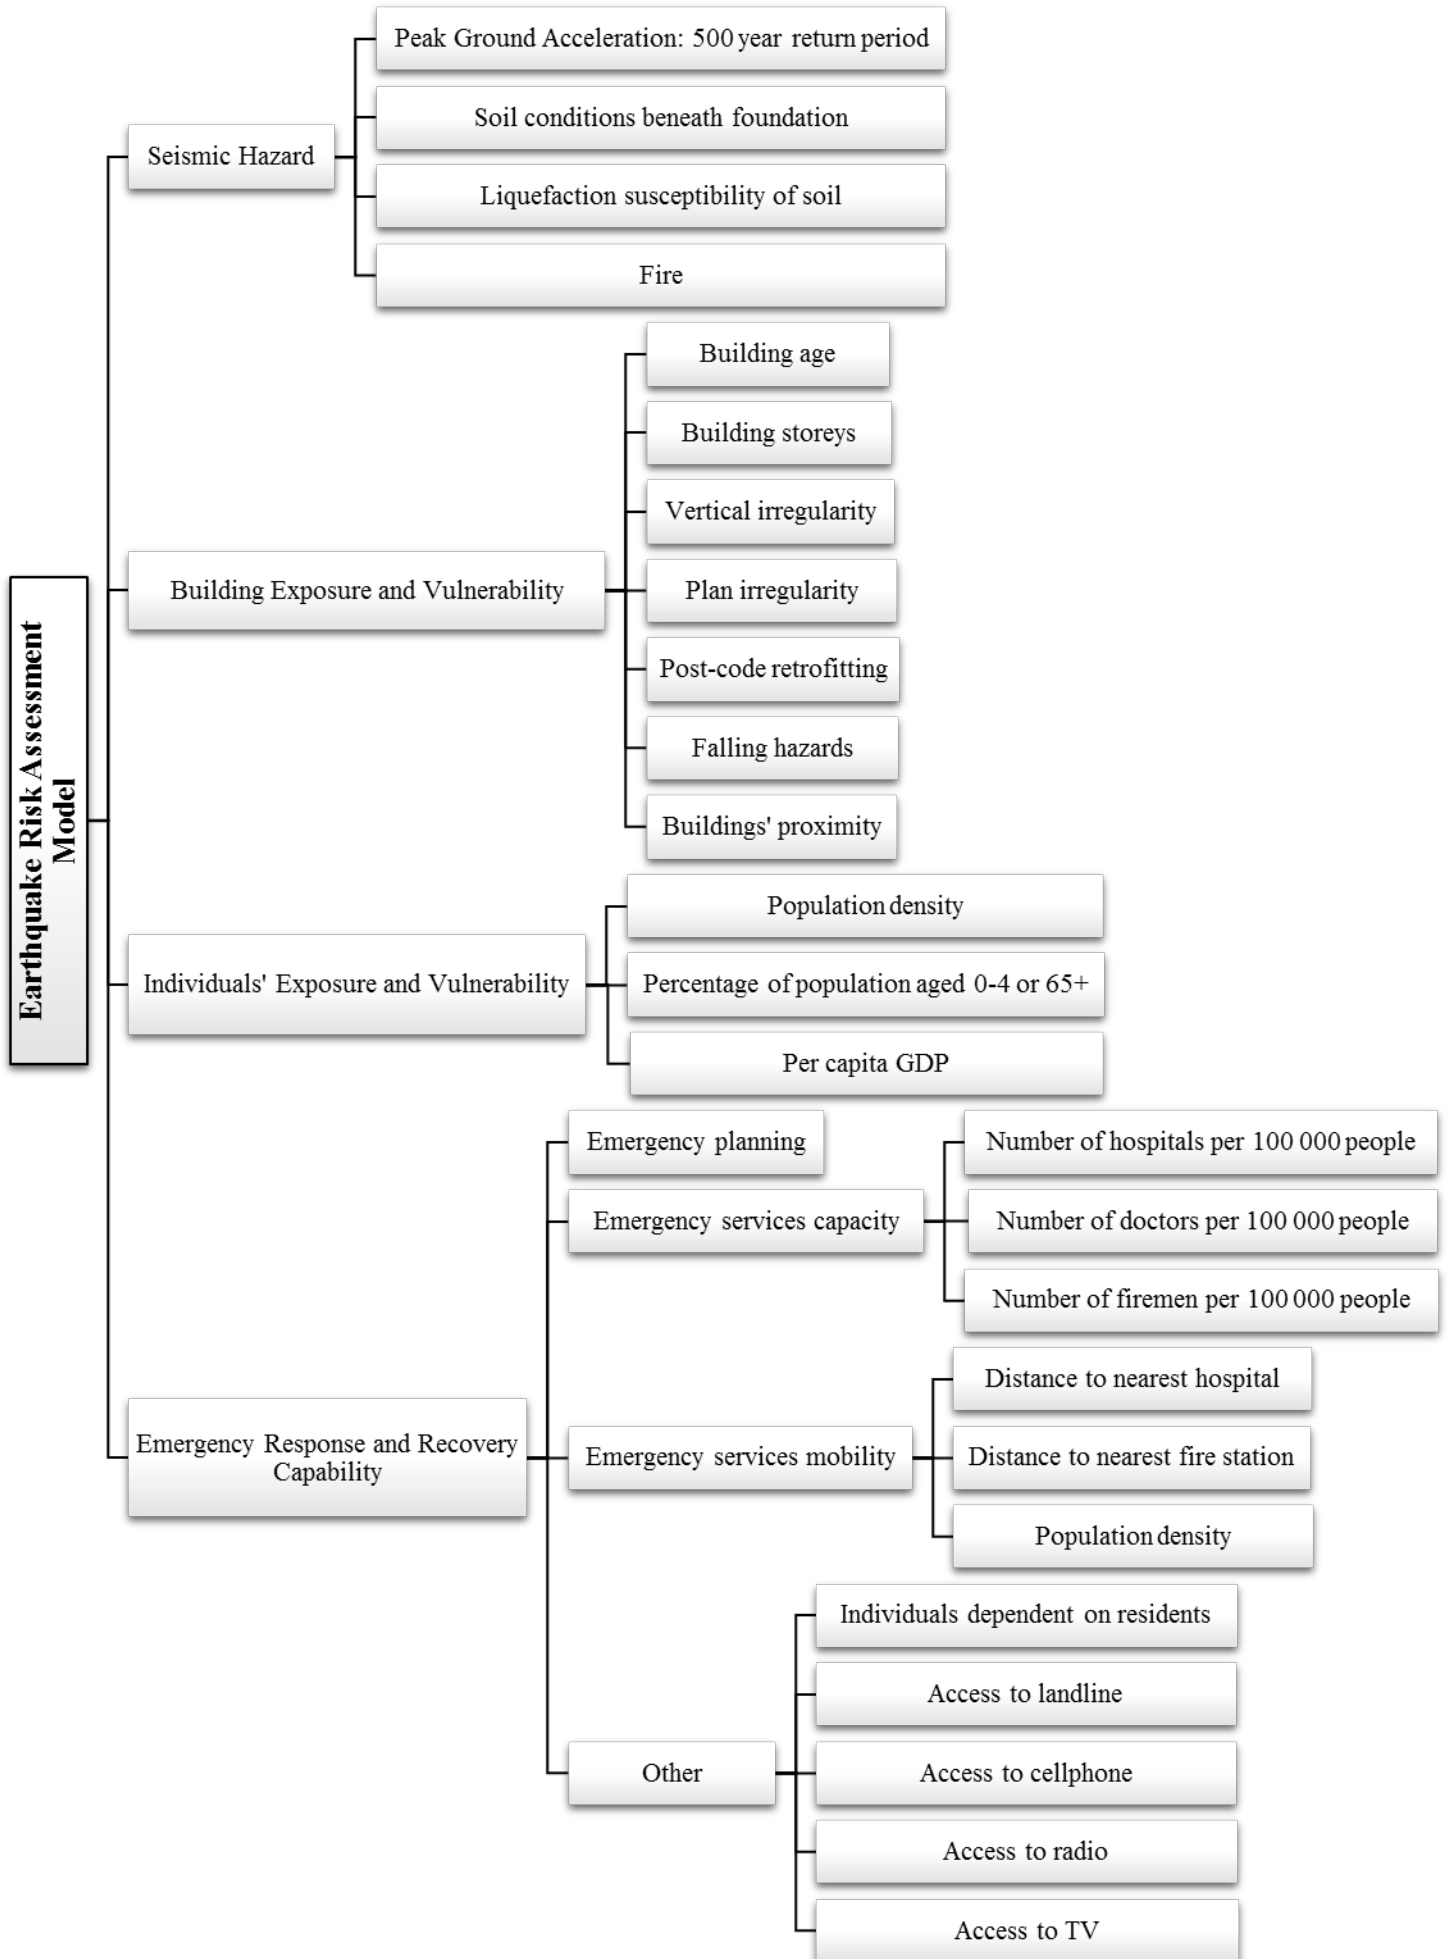 Earthquake Risk Assessment
Model
Seismic Hazard
Peak Ground Acceleration: 500 year return period
Soil conditions beneath foundation
Liquefaction susceptibility of soil
Fire
Building Exposure and Vulnerability
Building age
Building storeys
Vertical irregularity
Plan irregularity
Post-code retrofitting
Falling hazards
Buildings' proximity
Individuals' Exposure and Vulnerability
Population density
Percentage of population aged 0-4 or 65+
Per capita GDP
Emergency Response and Recovery
Capability
Emergency planning
Emergency services capacity
Number of hospitals per 100 000 people
Number of doctors per 100 000 people
Number of firemen per 100 000 people
Emergency services mobility
Distance to nearest hospital
Distance to nearest fire station
Population density
Other
Individuals dependent on residents
Access to landline
Access to cellphone
Access to radio
Access to TV